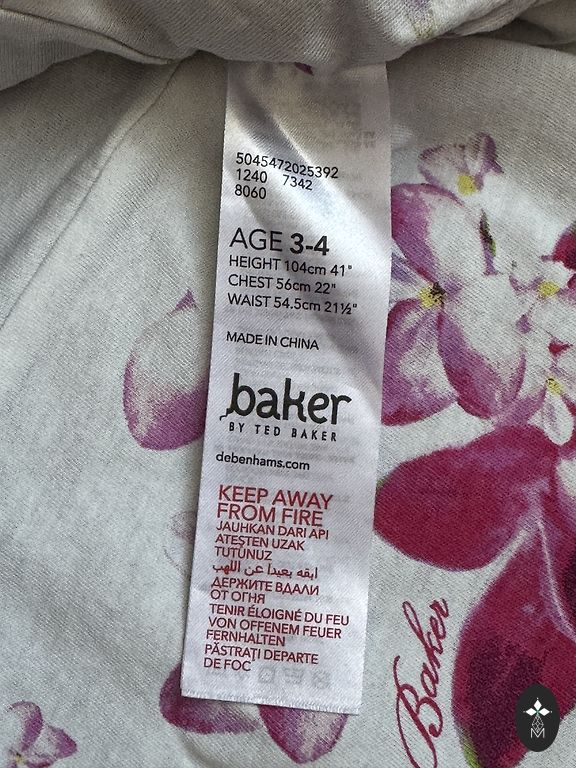 5045472025392
1240 7342
8060
AGE 3-4
HEIGHT 104cm 41"
CHEST 56cm 22"
WAIST 54.5cm 21½"
MADE IN CHINA
baker
BY TED BAKER
debenhams.com
KEEP AWAY
FROM FIRE
JAUHKAN DARI API
ATEŞTEN UZAK
TUTUNUZ
ابقه بعيدا عن اللهب
ДЕРЖИТЕ ВДАЛИ
ОТ ОГНЯ
TENIR ÉLOIGNÉ DU FEU
VON OFFENEM FEUER
FERNHALTEN
PĂSTRAŢI DEPARTE
DE FOC
Baker
M